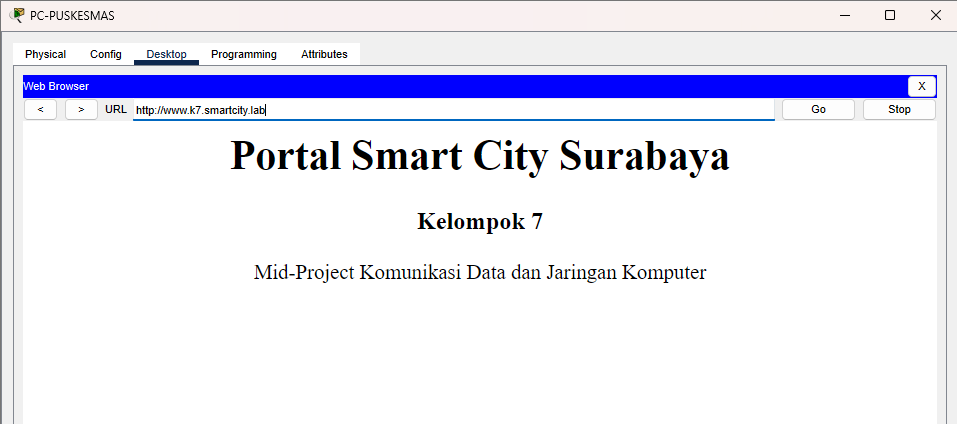 PC-PUSKESMAS
Physical Config Desktop Programming Attributes
Web Browser X
< > URL http://www.k7.smartcity.lab Go Stop
Portal Smart City Surabaya
Kelompok 7
Mid-Project Komunikasi Data dan Jaringan Komputer